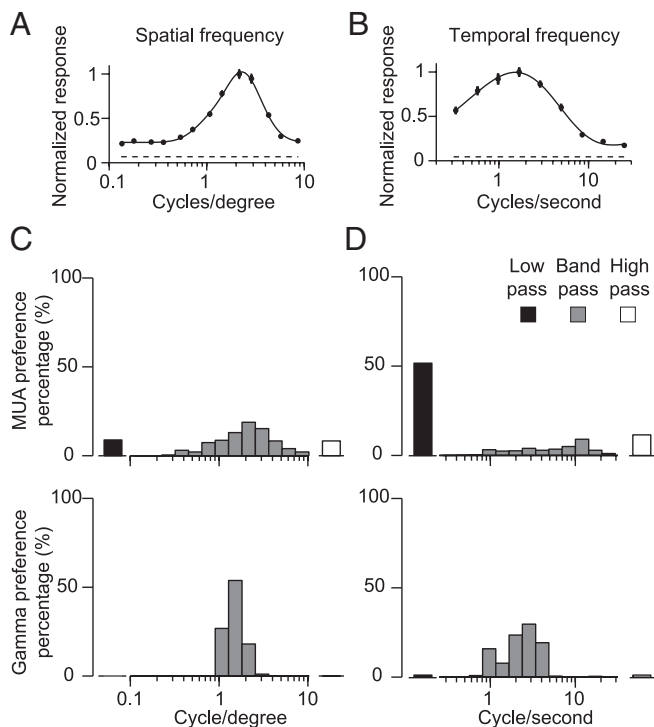 A
Spatial frequency
Normalized response
1
0.5
0
0.1
1
10
Cycles/degree
B
Temporal frequency
Normalized response
1
0.5
0
1
10
Cycles/second
C
MUA preference
percentage (%)
100
50
0
D
100
50
0
Low
pass
Band
pass
High
pass
Gamma preference
percentage (%)
100
50
0
0.1
1
10
Cycle/degree
100
50
0
1
10
Cycle/second